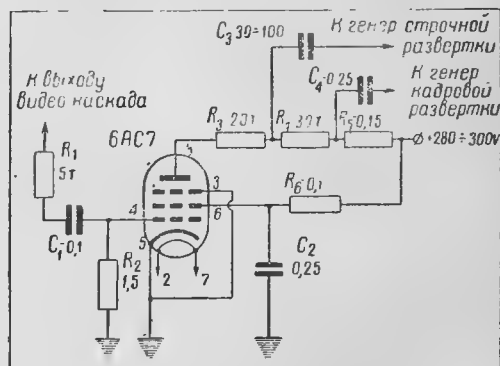 C₃ 30÷100
К генер строчной
развертки
C₄-0,25
К генер
кадровой
развертки
К выходу
видео каскада
6AC7
R₁
5т
R₃ 20т
30т
R₅-0,15
+280÷300v
R₆-0,1
3
4
6
5
2
7
C₁-0,1
R₂
1,5
C₂
0,25